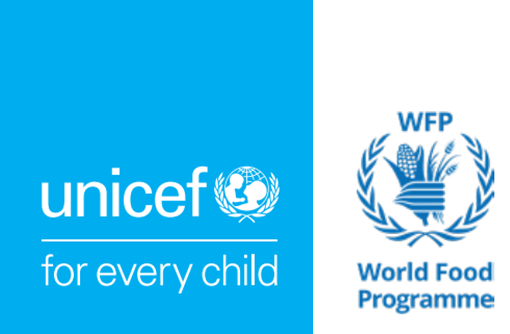 unicef
for every child
WFP
World Food
Programme